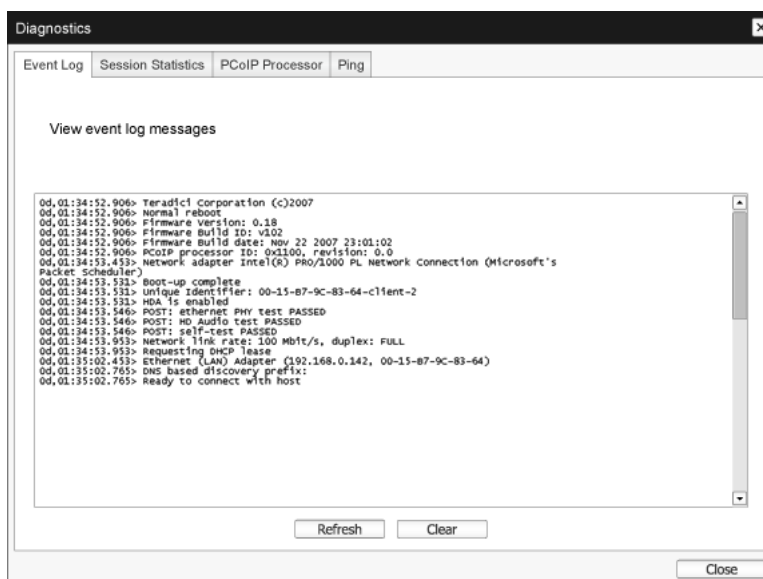 Diagnostics
Event Log Session Statistics PCoIP Processor Ping
View event log messages
0d,01:34:52.906> Teradici Corporation (c)2007
0d,01:34:52.906> Normal reboot
0d,01:34:52.906> Firmware Version: 0.18
0d,01:34:52.906> Firmware Build ID: v102
0d,01:34:52.906> Firmware Build date: Nov 22 2007 23:01:02
0d,01:34:52.906> PCoIP processor ID: 0x1100, revision: 0.0
0d,01:34:53.453> Network adapter Intel(R) PRO/1000 PL Network Connection (Microsoft's
Packet Scheduler)
0d,01:34:53.531> Boot-up complete
0d,01:34:53.531> Unique Identifier: 00-15-B7-9C-83-64-client-2
0d,01:34:53.531> HDA is enabled
0d,01:34:53.546> POST: ethernet PHY test PASSED
0d,01:34:53.546> POST: HD Audio test PASSED
0d,01:34:53.546> POST: self-test PASSED
0d,01:34:53.953> Network link rate: 100 Mbit/s, duplex: FULL
0d,01:34:53.953> Requesting DHCP lease
0d,01:35:02.453> Ethernet (LAN) Adapter (192.168.0.142, 00-15-B7-9C-83-64)
0d,01:35:02.765> DNS based discovery prefix:
0d,01:35:02.765> Ready to connect with host
Refresh Clear
Close